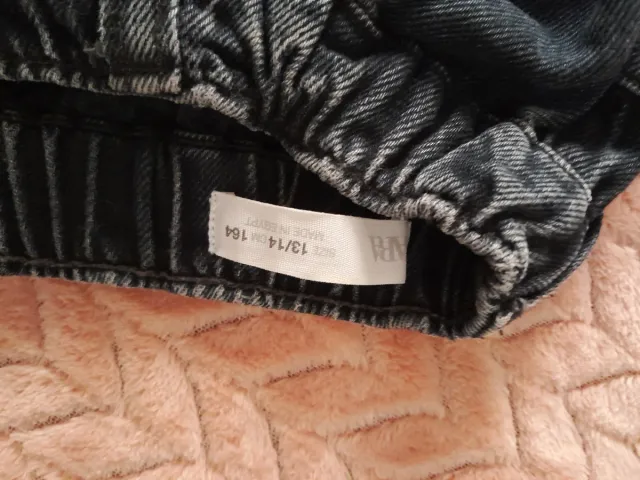 ZARA
SIZE 13/14 CM 164
MADE IN EGYPT